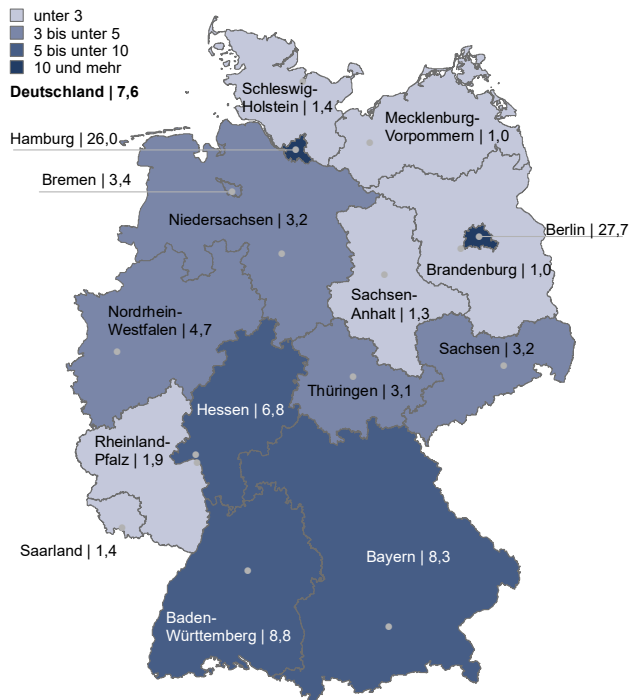 unter 3
3 bis unter 5
5 bis unter 10
10 und mehr
Deutschland | 7,6
Schleswig-
Holstein | 1,4
Mecklenburg-
Vorpommern | 1,0
Hamburg | 26,0
Bremen | 3,4
Niedersachsen | 3,2
Berlin | 27,7
Brandenburg | 1,0
Sachsen-
Anhalt | 1,3
Nordrhein-
Westfalen | 4,7
Sachsen | 3,2
Thüringen | 3,1
Hessen | 6,8
Rheinland-
Pfalz | 1,9
Saarland | 1,4
Bayern | 8,3
Baden-
Württemberg | 8,8